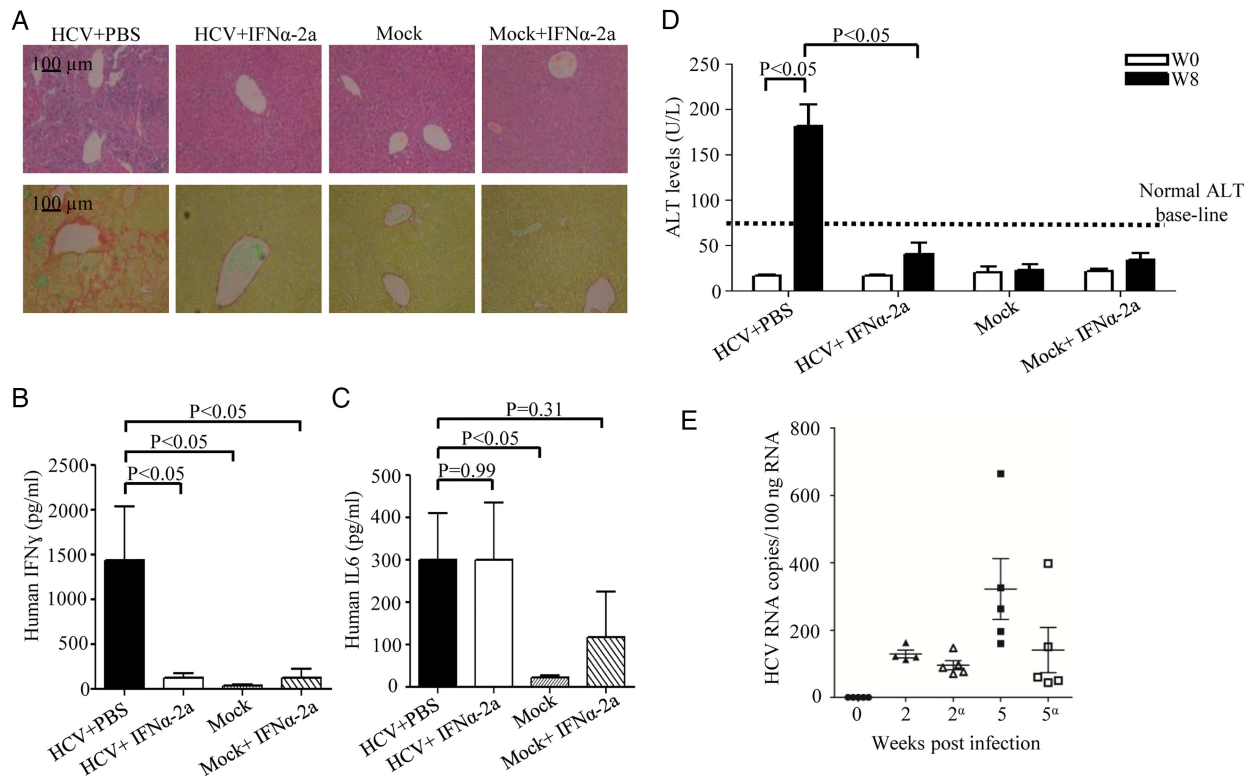 A
HCV+PBS
HCV+IFNα-2a
Mock
Mock+IFNα-2a
100 µm
100 µm
D
P<0.05
P<0.05
W0
W8
250
200
150
100
50
0
ALT levels (U/L)
Normal ALT
base-line
HCV+PBS
HCV+ IFNα-2a
Mock
Mock+ IFNα-2a
B
P<0.05
P<0.05
P<0.05
2500
2000
1500
1000
500
0
Human IFNγ (pg/ml)
HCV+PBS
HCV+ IFNα-2a
Mock
Mock+ IFNα-2a
C
P=0.31
P<0.05
P=0.99
500
400
300
200
100
0
Human IL6 (pg/ml)
HCV+PBS
HCV+ IFNα-2a
Mock
Mock+ IFNα-2a
E
800
600
400
200
0
HCV RNA copies/100 ng RNA
0 2 2α 5 5α
Weeks post infection